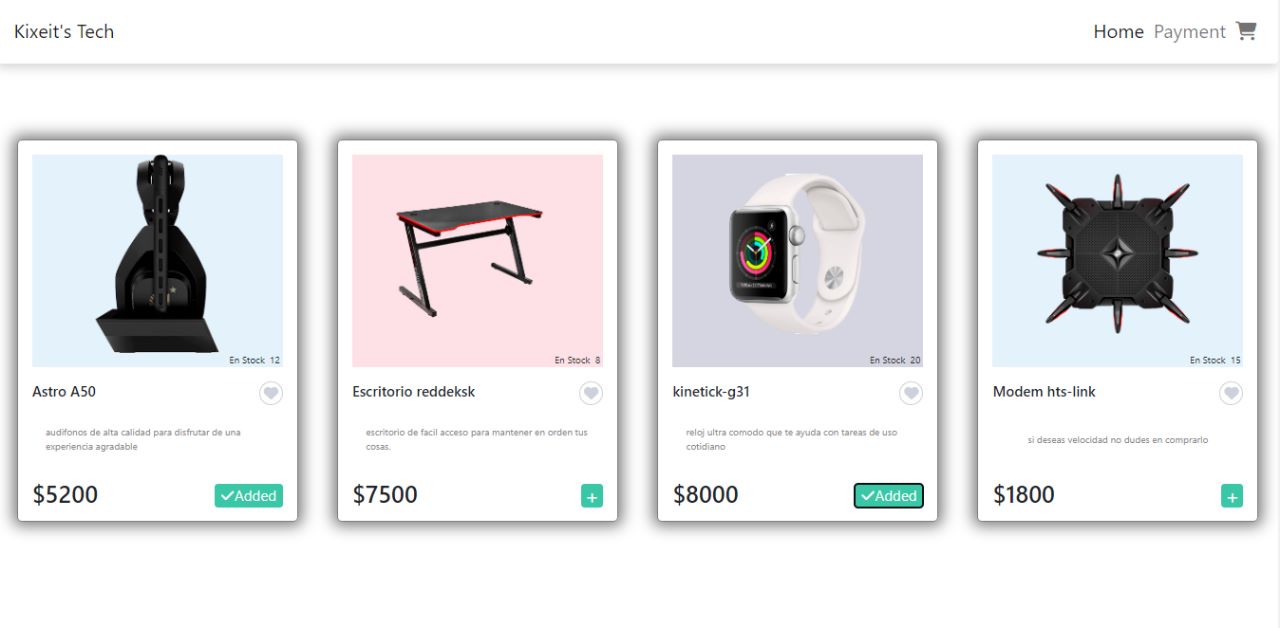 Kixeit's Tech
Home Payment
En Stock 12
Astro A50
audifonos de alta calidad para disfrutar de una
experiencia agradable
$5200
Added
En Stock 8
Escritorio reddeksk
escritorio de facil acceso para mantener en orden tus
cosas.
$7500
+
En Stock 20
kinetick-g31
reloj ultra comodo que te ayuda con tareas de uso
cotidiano
$8000
Added
En Stock 15
Modem hts-link
si deseas velocidad no dudes en comprarlo
$1800
+